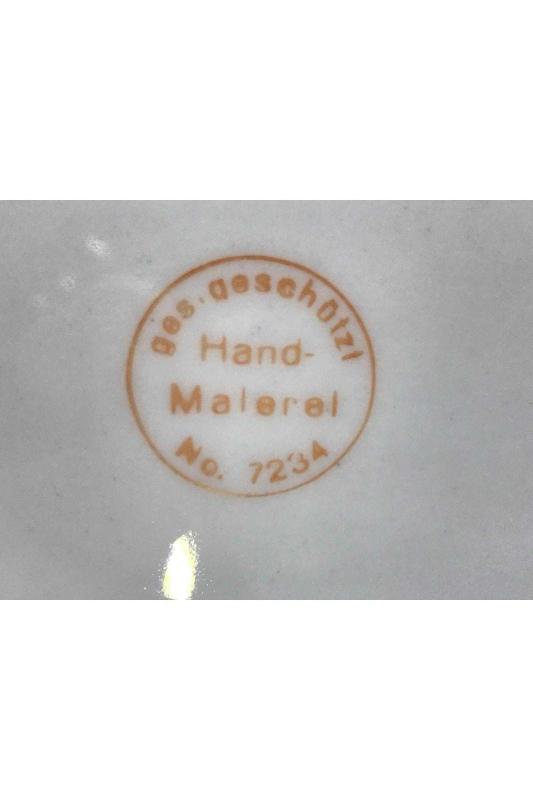 ges. geschützt
Hand-
Malerei
No. 7234